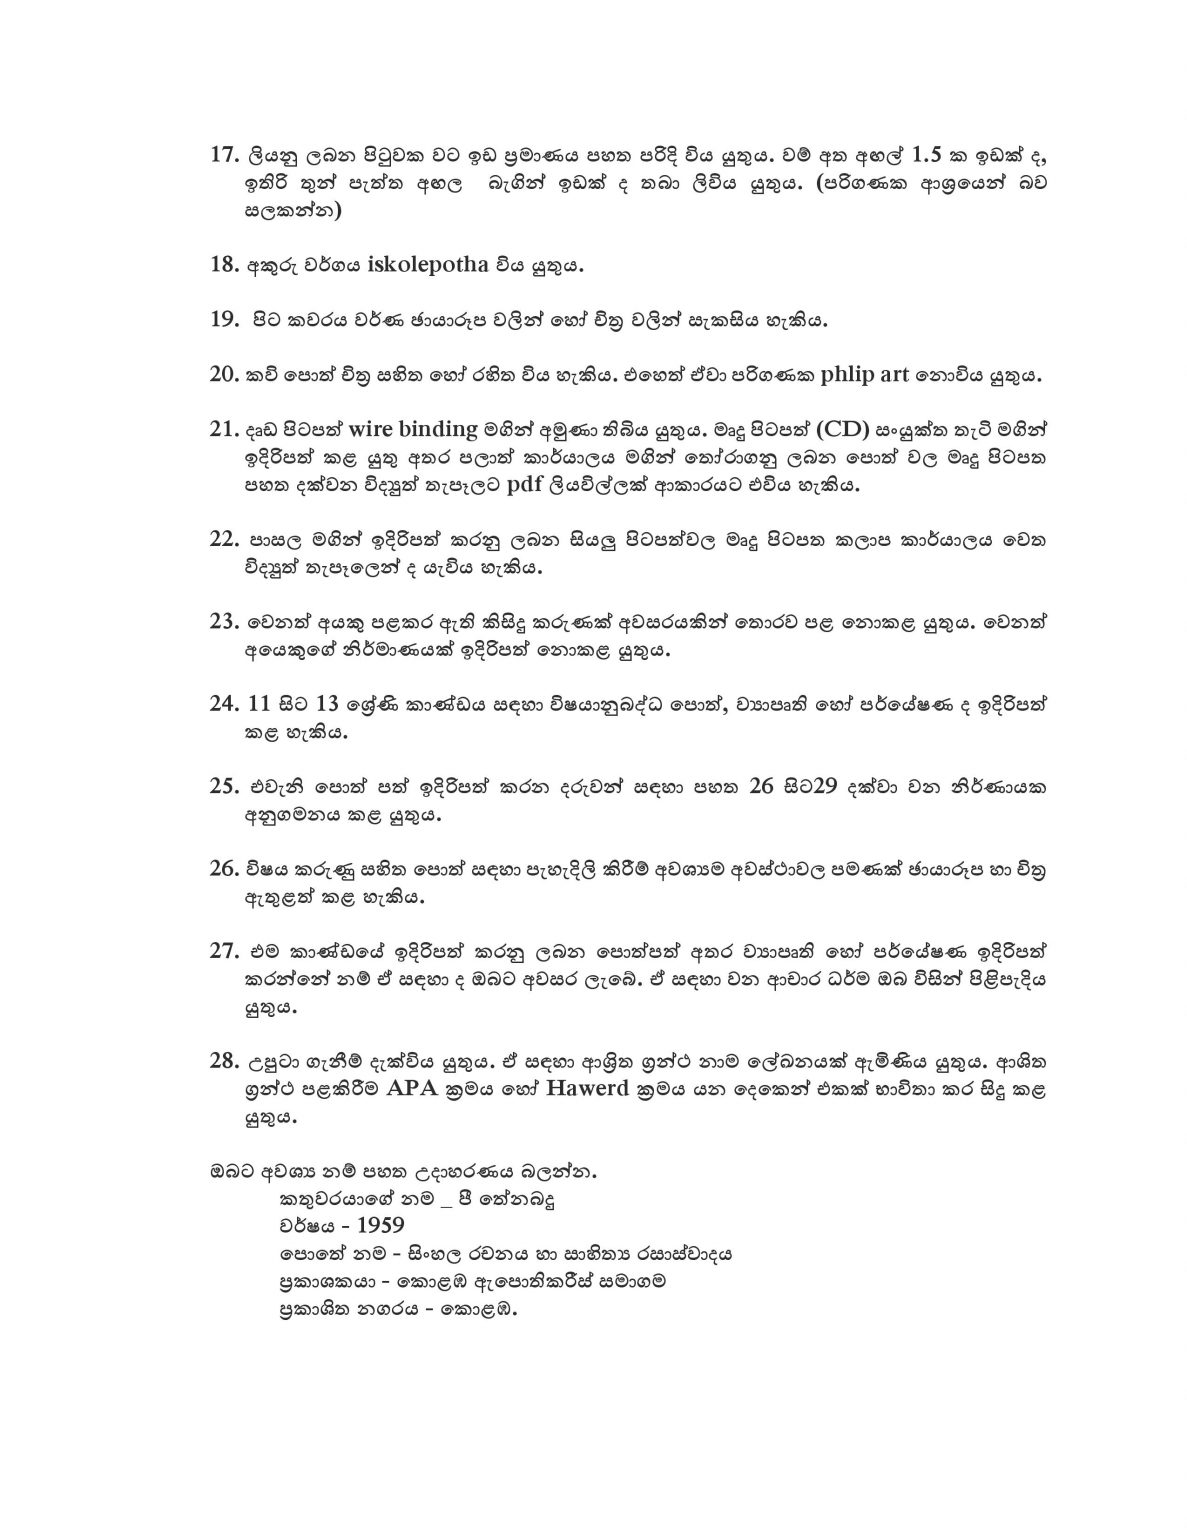 17. ලියනු ලබන පිටුවක වට ඉඩ ප්‍රමාණය පහත පරිදි විය යුතුය. වම් අත අඟල් 1.5 ක ඉඩක් ද,
ඉතිරි තුන් පැත්ත අඟල බැගින් ඉඩක් ද තබා ලිවිය යුතුය. (පරිගණක ආශ්‍රයෙන් බව
සලකන්න)
18. අකුරු වර්ගය iskolepotha විය යුතුය.
19. පිට කවරය වර්ණ ඡායාරූප වලින් හෝ චිත්‍ර වලින් සැකසිය හැකිය.
20. කවි පොත් චිත්‍ර සහිත හෝ රහිත විය හැකිය. එහෙත් ඒවා පරිගණක phlip art නොවිය යුතුය.
21. දෘඩ පිටපත් wire binding මගින් අමුණා තිබිය යුතුය. මෘදු පිටපත් (CD) සංයුක්ත තැටි මගින්
ඉදිරිපත් කළ යුතු අතර පලාත් කාර්යාලය මගින් තෝරාගනු ලබන පොත් වල මෘදු පිටපත
පහත දක්වන විද්‍යුත් තැපෑලට pdf ලියවිල්ලක් ආකාරයට එවිය හැකිය.
22. පාසල මගින් ඉදිරිපත් කරනු ලබන සියලු පිටපත්වල මෘදු පිටපත කලාප කාර්යාලය වෙත
විද්‍යුත් තැපෑලෙන් ද යැවිය හැකිය.
23. වෙනත් අයකු පළකර ඇති කිසිදු කරුණක් අවසරයකින් තොරව පළ නොකළ යුතුය. වෙනත්
අයෙකුගේ නිර්මාණයක් ඉදිරිපත් නොකළ යුතුය.
24. 11 සිට 13 ශ්‍රේණි කාණ්ඩය සඳහා විෂයානුබද්ධ පොත්, ව්‍යාපෘති හෝ පර්යේෂණ ද ඉදිරිපත්
කළ හැකිය.
25. එවැනි පොත් පත් ඉදිරිපත් කරන දරුවන් සඳහා පහත 26 සිට29 දක්වා වන නිර්ණායක
අනුගමනය කළ යුතුය.
26. විෂය කරුණු සහිත පොත් සඳහා පැහැදිලි කිරීම් අවශ්‍යම අවස්ථාවල පමණක් ඡායාරූප හා චිත්‍ර
ඇතුළත් කළ හැකිය.
27. එම කාණ්ඩයේ ඉදිරිපත් කරනු ලබන පොත්පත් අතර ව්‍යාපෘති හෝ පර්යේෂණ ඉදිරිපත්
කරන්නේ නම් ඒ සඳහා ද ඔබට අවසර ලැබේ. ඒ සඳහා වන ආචාර ධර්ම ඔබ විසින් පිළිපැදිය
යුතුය.
28. උපුටා ගැනීම් දැක්විය යුතුය. ඒ සඳහා ආශ්‍රිත ග්‍රන්ථ නාම ලේඛනයක් ඇමිණිය යුතුය. ආශිත
ග්‍රන්ථ පළකිරීම APA ක්‍රමය හෝ Hawerd ක්‍රමය යන දෙකෙන් එකක් භාවිතා කර සිදු කළ
යුතුය.
ඔබට අවශ්‍ය නම් පහත උදාහරණය බලන්න.
කතුවරයාගේ නම _ පී තේනබදු
වර්ෂය - 1959
පොතේ නම - සිංහල රචනය හා සාහිත්‍ය රසාස්වාදය
ප්‍රකාශකයා - කොළඹ ඇපොතිකරීස් සමාගම
ප්‍රකාශිත නගරය - කොළඹ.